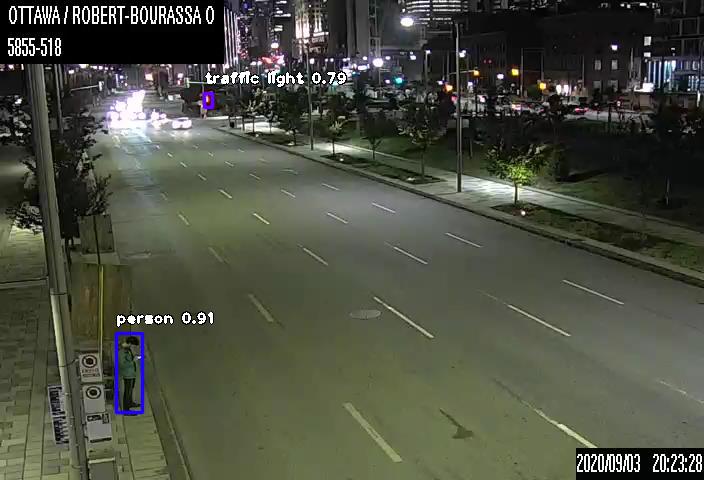 OTTAWA / ROBERT-BOURASSA O
5855-518
traffic light 0.79
person 0.91
2020/09/03 20:23:28